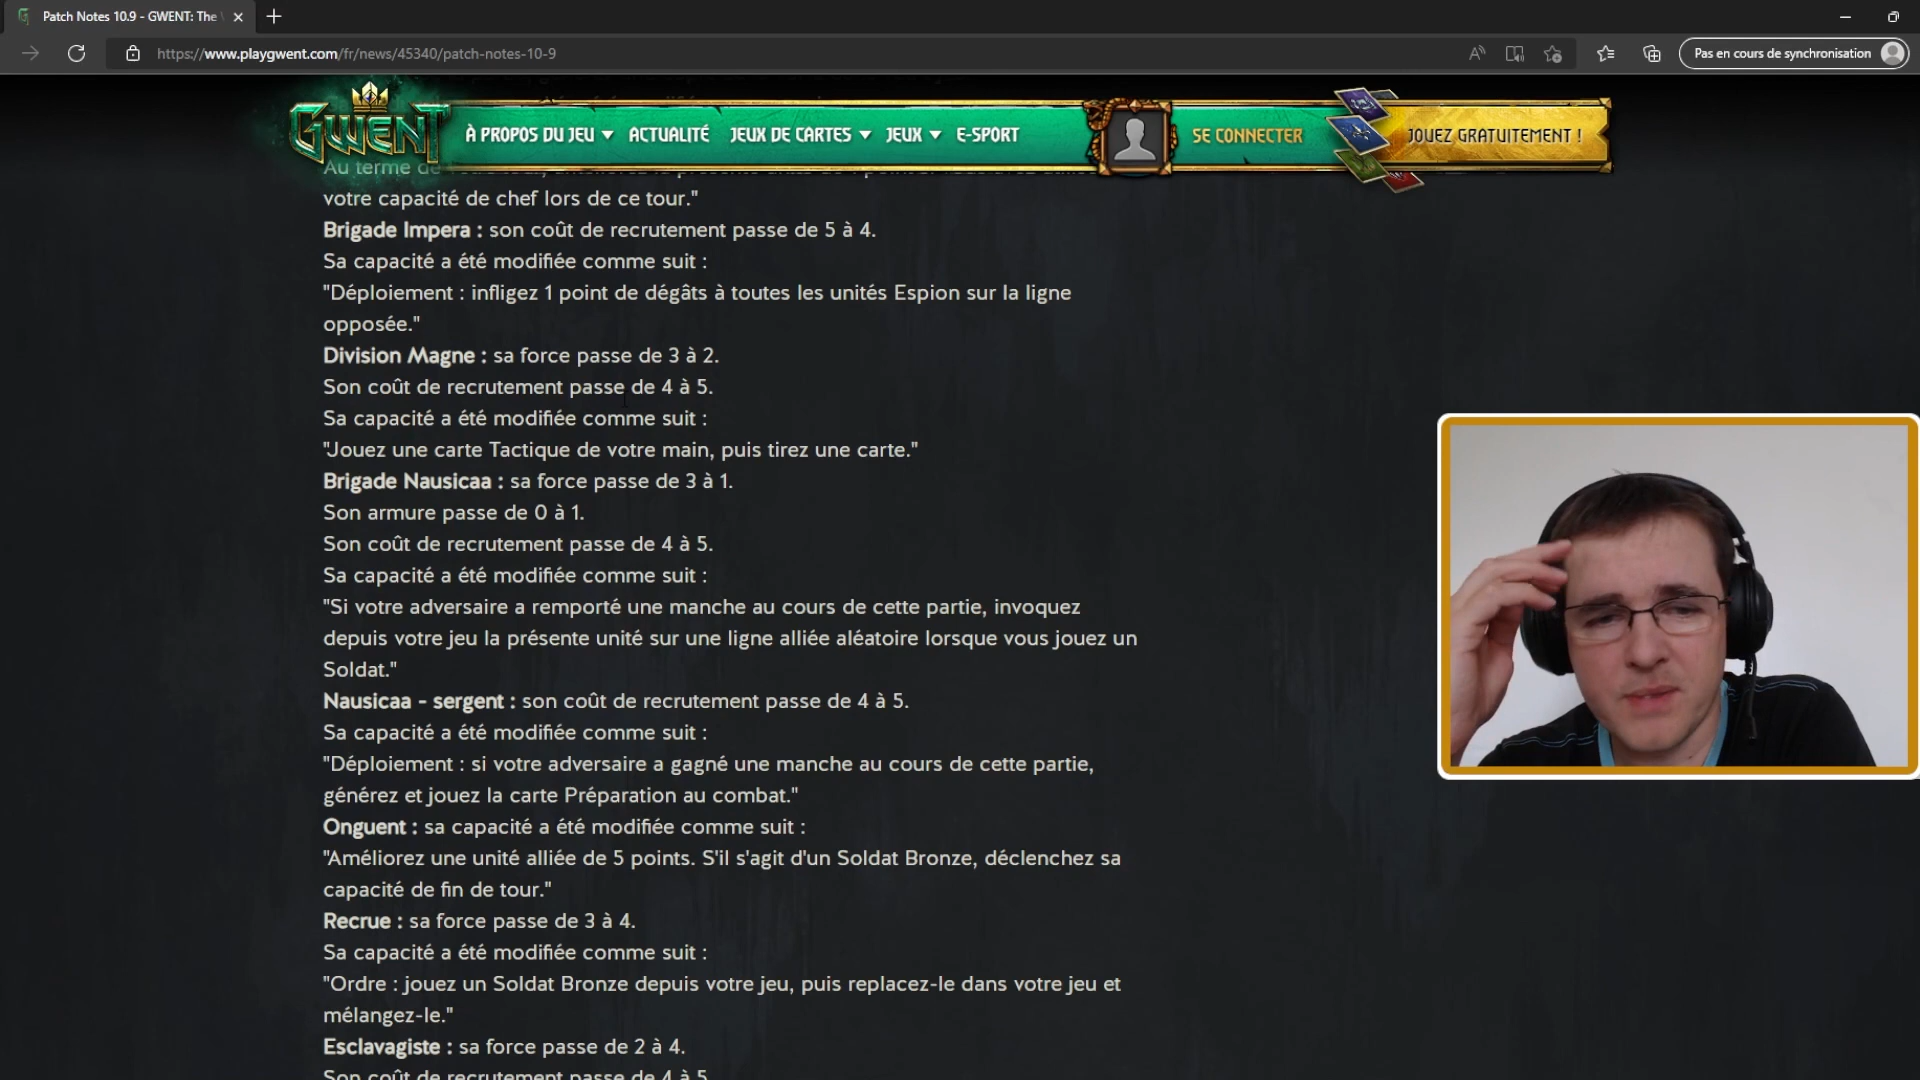 Patch Notes 10.9 - GWENT: The
https://www.playgwent.com/fr/news/45340/patch-notes-10-9
Pas en cours de synchronisation
GWENT
À PROPOS DU JEU
ACTUALITÉ
JEUX DE CARTES
JEUX
E-SPORT
SE CONNECTER
JOUEZ GRATUITEMENT !
Au terme de
votre capacité de chef lors de ce tour."
Brigade Impera : son coût de recrutement passe de 5 à 4.
Sa capacité a été modifiée comme suit :
"Déploiement : infligez 1 point de dégâts à toutes les unités Espion sur la ligne
opposée."
Division Magne : sa force passe de 3 à 2.
Son coût de recrutement passe de 4 à 5.
Sa capacité a été modifiée comme suit :
"Jouez une carte Tactique de votre main, puis tirez une carte."
Brigade Nausicaa : sa force passe de 3 à 1.
Son armure passe de 0 à 1.
Son coût de recrutement passe de 4 à 5.
Sa capacité a été modifiée comme suit :
"Si votre adversaire a remporté une manche au cours de cette partie, invoquez
depuis votre jeu la présente unité sur une ligne alliée aléatoire lorsque vous jouez un
Soldat."
Nausicaa - sergent : son coût de recrutement passe de 4 à 5.
Sa capacité a été modifiée comme suit :
"Déploiement : si votre adversaire a gagné une manche au cours de cette partie,
générez et jouez la carte Préparation au combat."
Onguent : sa capacité a été modifiée comme suit :
"Améliorez une unité alliée de 5 points. S'il s'agit d'un Soldat Bronze, déclenchez sa
capacité de fin de tour."
Recrue : sa force passe de 3 à 4.
Sa capacité a été modifiée comme suit :
"Ordre : jouez un Soldat Bronze depuis votre jeu, puis replacez-le dans votre jeu et
mélangez-le."
Esclavagiste : sa force passe de 2 à 4.
Son coût de recrutement passe de 4 à 5